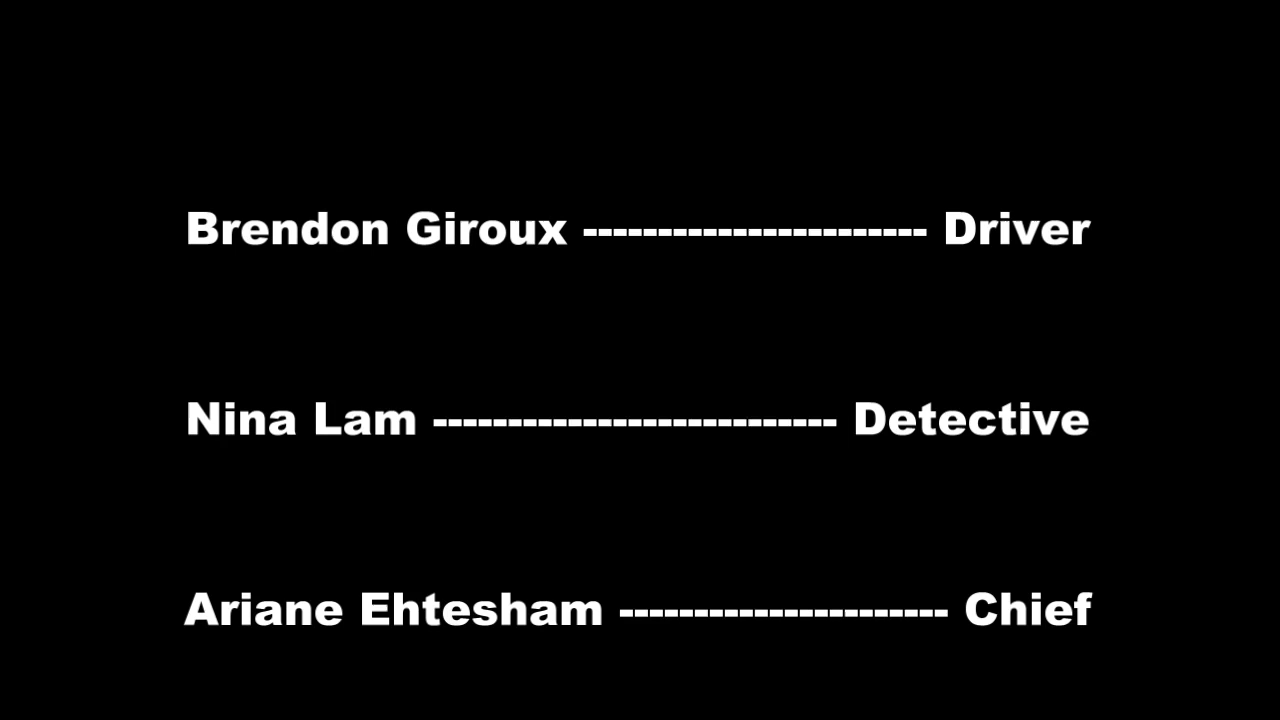 Brendon Giroux ----------------------- Driver
Nina Lam --------------------------- Detective
Ariane Ehtesham ---------------------- Chief